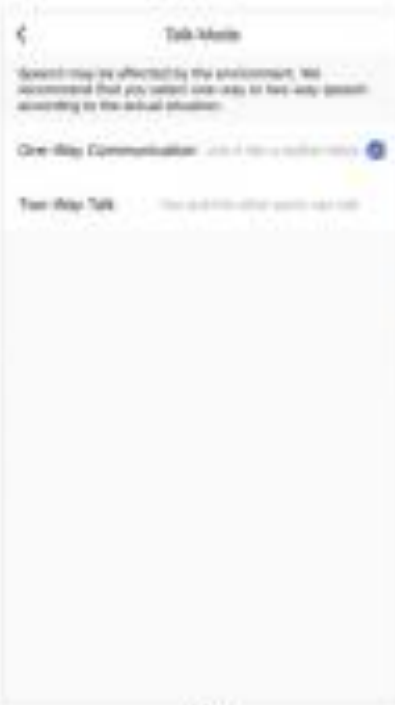 Talk Mode
Speech may be affected by the environment. We
recommend that you select one-way or two-way speech
according to the actual situation.
One-Way Communication
Two-Way Talk